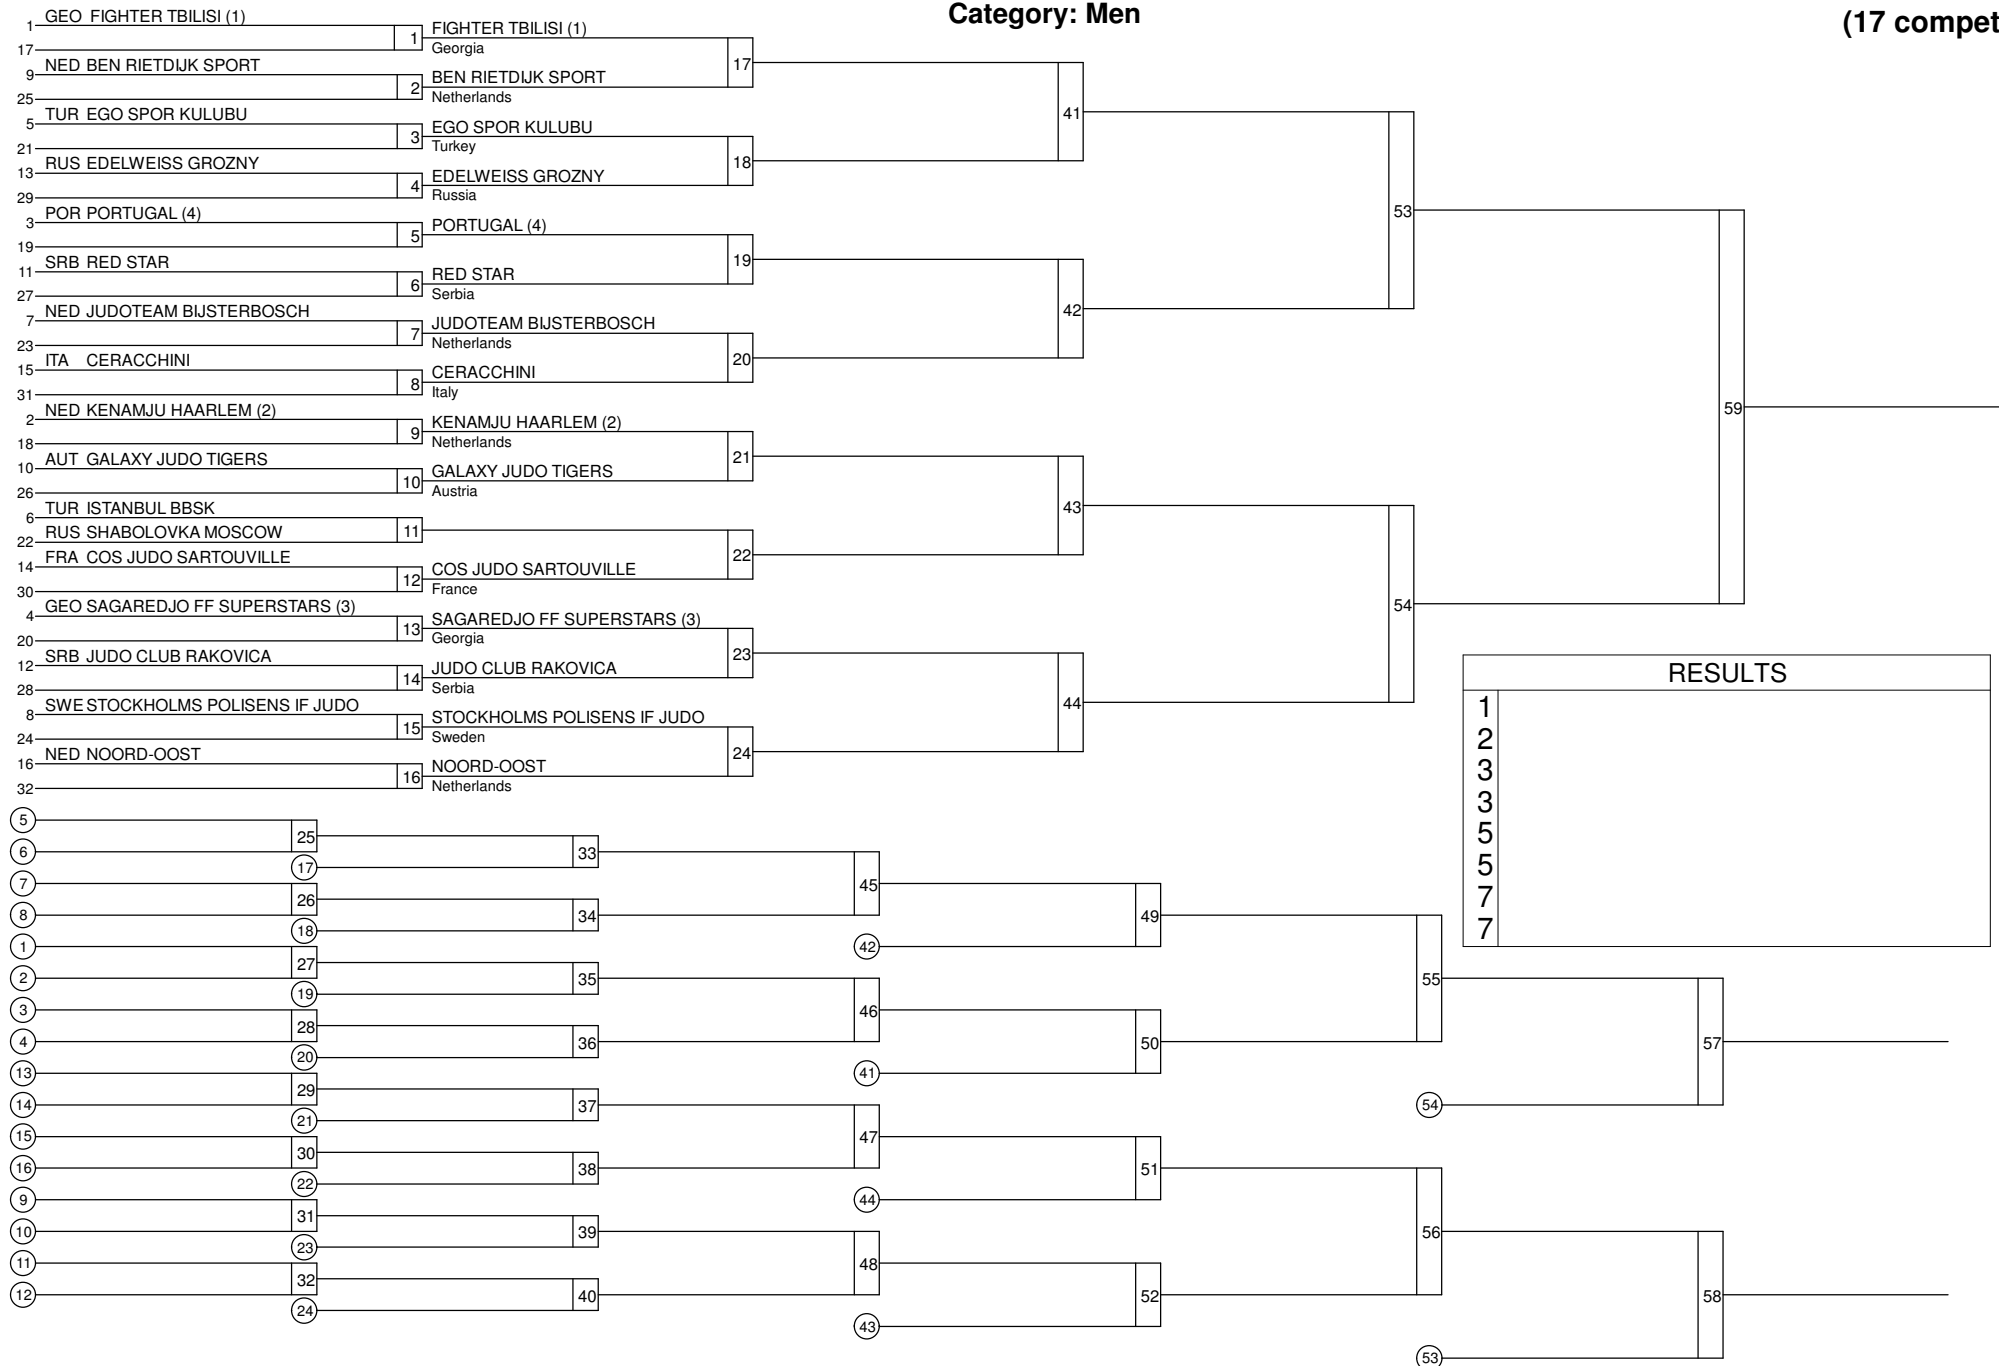 Category: Men
(17 compet
1 GEO FIGHTER TBILISI (1)
17
1 FIGHTER TBILISI (1)
Georgia
9 NED BEN RIETDIJK SPORT
25
2 BEN RIETDIJK SPORT
Netherlands
17
5 TUR EGO SPOR KULUBU
21
3 EGO SPOR KULUBU
Turkey
13 RUS EDELWEISS GROZNY
29
4 EDELWEISS GROZNY
Russia
18
41
3 POR PORTUGAL (4)
19
5 PORTUGAL (4)
11 SRB RED STAR
27
6 RED STAR
Serbia
19
7 NED JUDOTEAM BIJSTERBOSCH
23
7 JUDOTEAM BIJSTERBOSCH
Netherlands
15 ITA CERACCHINI
31
8 CERACCHINI
Italy
20
42
53
2 NED KENAMJU HAARLEM (2)
18
9 KENAMJU HAARLEM (2)
Netherlands
10 AUT GALAXY JUDO TIGERS
26
10 GALAXY JUDO TIGERS
Austria
21
6 TUR ISTANBUL BBSK
22 RUS SHABOLOVKA MOSCOW
11
14 FRA COS JUDO SARTOUVILLE
30
12 COS JUDO SARTOUVILLE
France
22
43
4 GEO SAGAREDJO FF SUPERSTARS (3)
20
13 SAGAREDJO FF SUPERSTARS (3)
Georgia
12 SRB JUDO CLUB RAKOVICA
28
14 JUDO CLUB RAKOVICA
Serbia
23
8 SWE STOCKHOLMS POLISENS IF JUDO
24
15 STOCKHOLMS POLISENS IF JUDO
Sweden
16 NED NOORD-OOST
32
16 NOORD-OOST
Netherlands
24
44
54
59
RESULTS
1
2
3
3
5
5
7
7
5
6
25
17
33
7
8
26
18
34
45
42
49
1
2
27
19
35
3
4
28
20
36
46
41
50
55
54
57
13
14
29
21
37
15
16
30
22
38
47
44
51
9
10
31
23
39
11
12
32
24
40
48
43
52
56
53
58